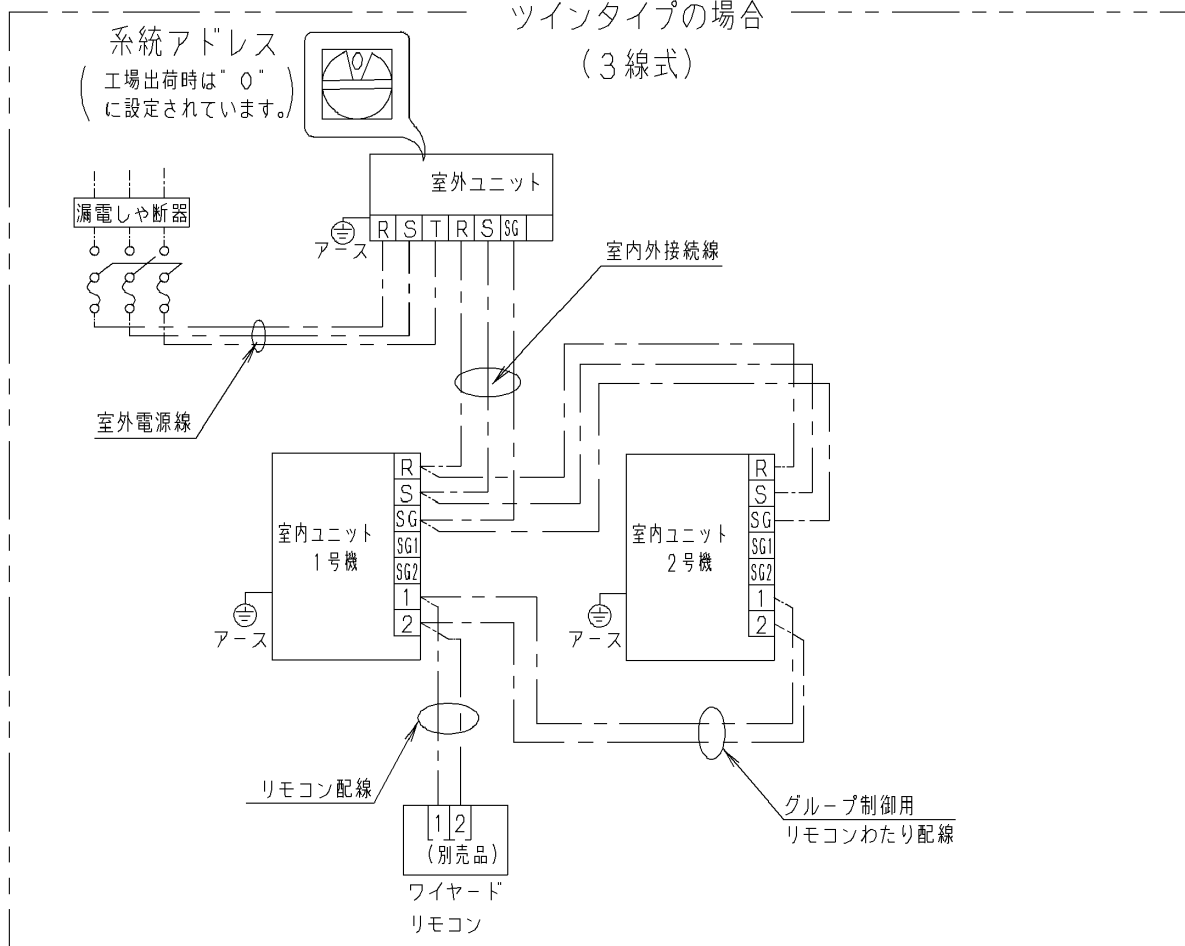 ツインタイプの場合
(3線式)
系統アドレス
(工場出荷時は"0"
に設定されています。)
0
室外ユニット
漏電しゃ断器
アース
R S T R S SG
室内外接続線
室外電源線
R
S
SG
SG1
SG2
1
2
室内ユニット
1号機
アース
R
S
SG
SG1
SG2
1
2
室内ユニット
2号機
アース
リモコン配線
1 2
(別売品)
ワイヤード
リモコン
グループ制御用
リモコンわたり配線